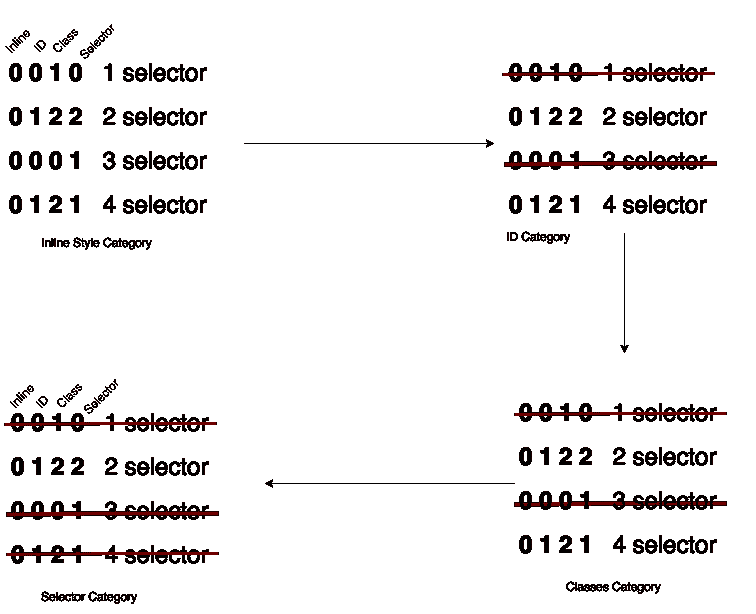 Inline ID Class Selector
0 0 1 0 1 selector
0 1 2 2 2 selector
0 0 0 1 3 selector
0 1 2 1 4 selector
Inline Style Category
0 0 1 0 1 selector
0 1 2 2 2 selector
0 0 0 1 3 selector
0 1 2 1 4 selector
ID Category
0 0 1 0 1 selector
0 1 2 2 2 selector
0 0 0 1 3 selector
0 1 2 1 4 selector
Classes Category
Inline ID Class Selector
0 0 1 0 1 selector
0 1 2 2 2 selector
0 0 0 1 3 selector
0 1 2 1 4 selector
Selector Category